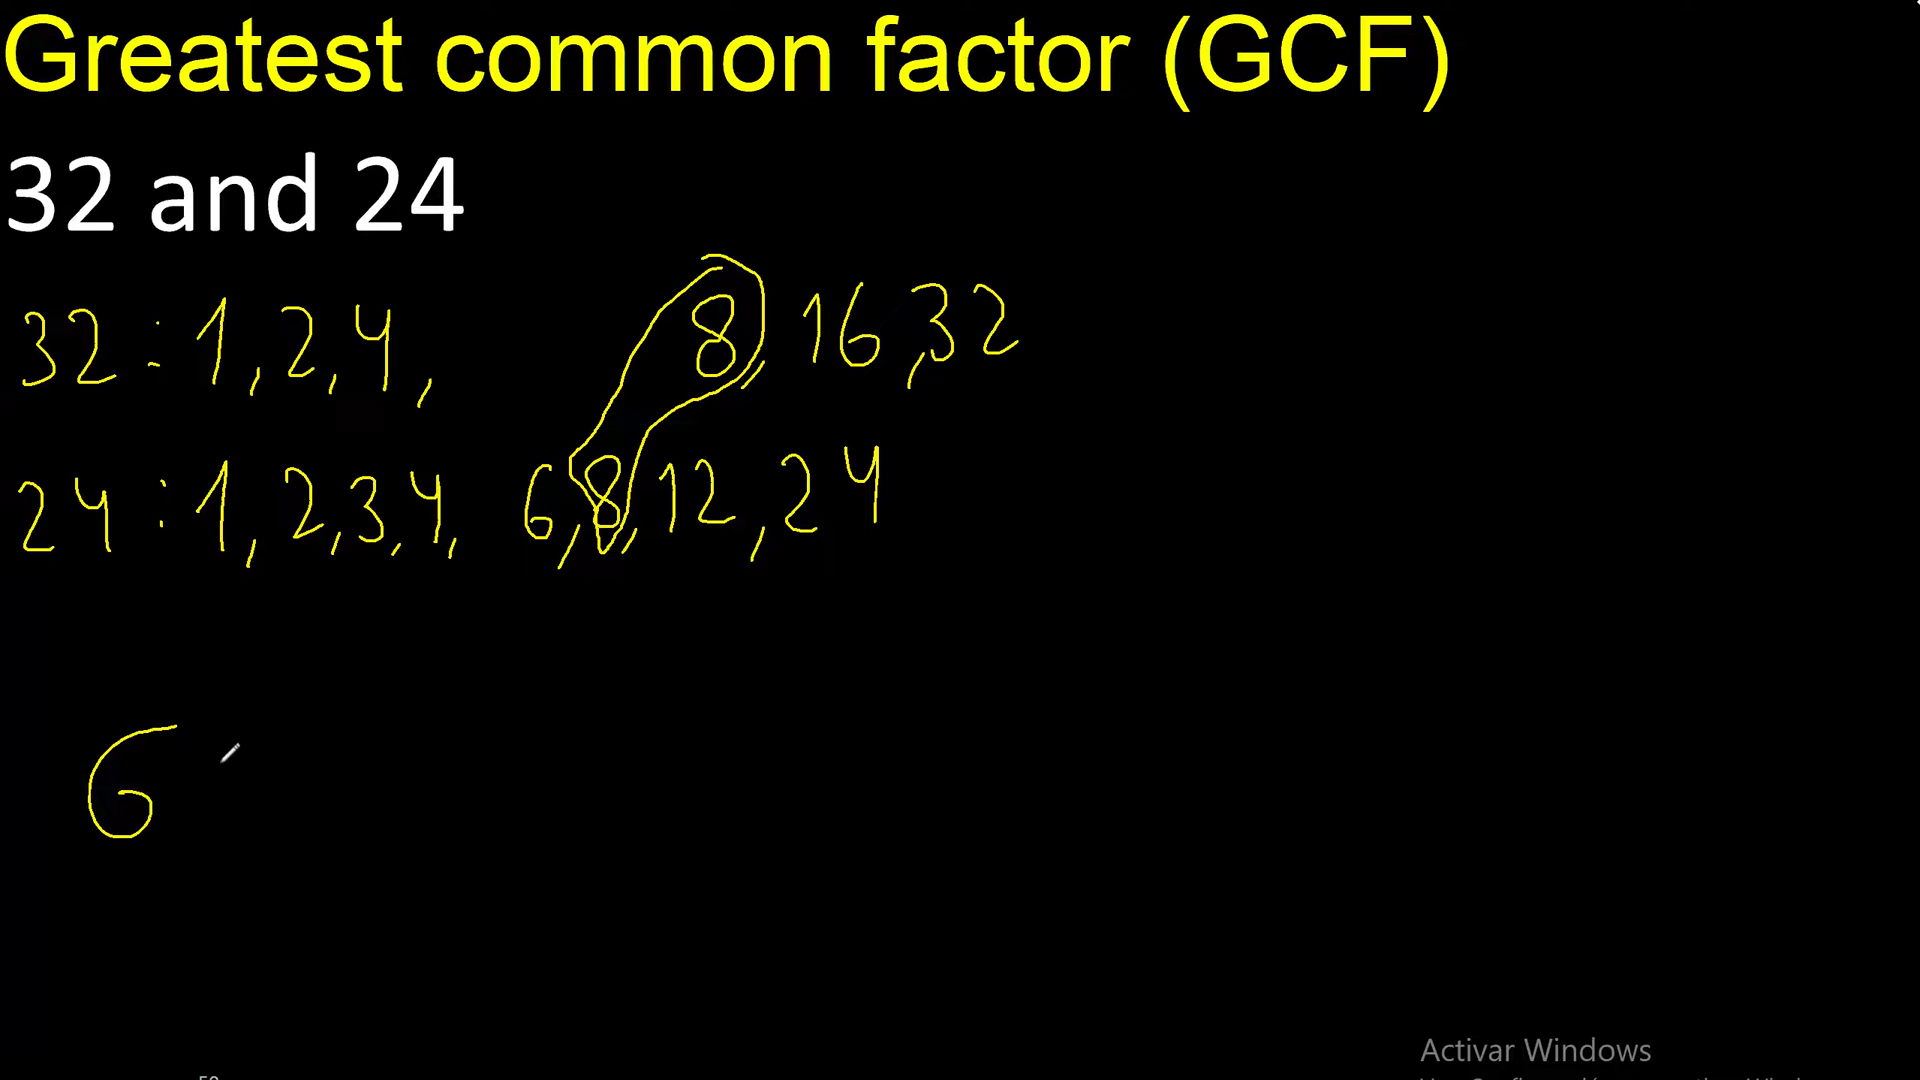 Greatest common factor (GCF)
32 and 24
32 : 1, 2, 4, 8, 16, 32
24 : 1, 2, 3, 4, 6, 8, 12, 24
G
Activar Windows